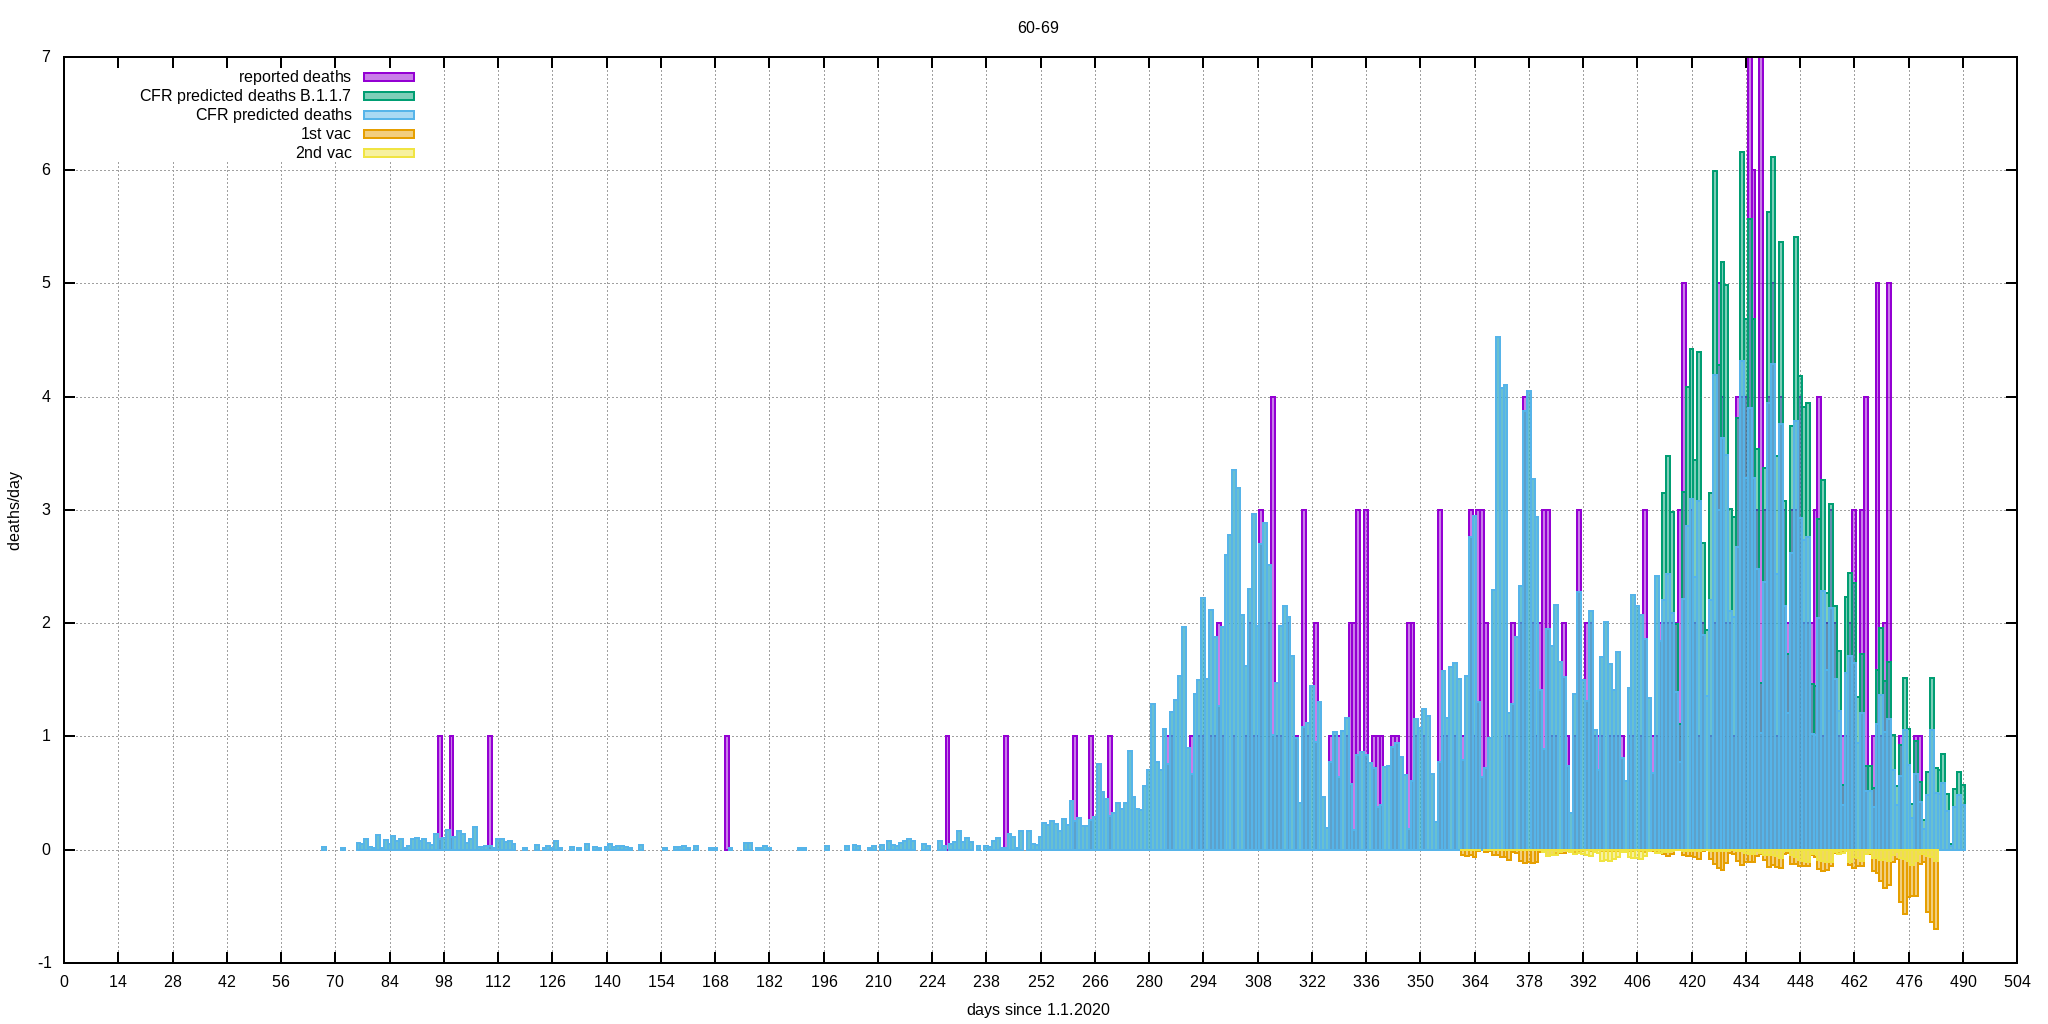 60-69
reported deaths
CFR predicted deaths B.1.1.7
CFR predicted deaths
1st vac
2nd vac
7
6
5
4
3
2
1
0
-1
deaths/day
0 14 28 42 56 70 84 98 112 126 140 154 168 182 196 210 224 238 252 266 280 294 308 322 336 350 364 378 392 406 420 434 448 462 476 490 504
days since 1.1.2020